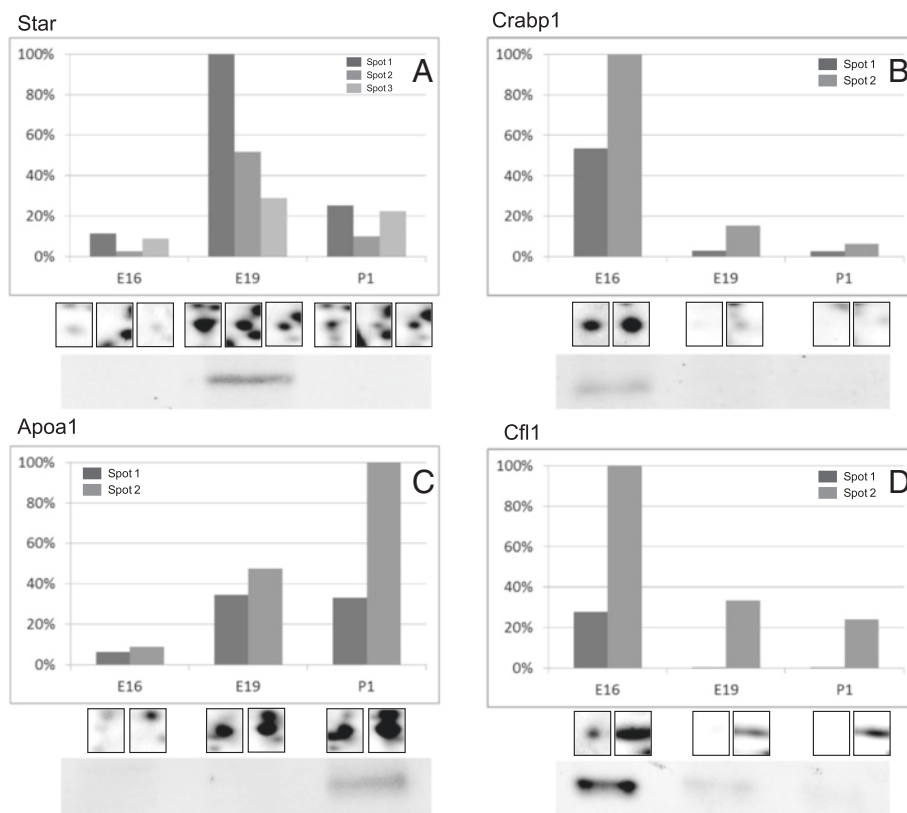 Star
A
100%
80%
60%
40%
20%
0%
Spot 1
Spot 2
Spot 3
E16 E19 P1
Crabp1
B
100%
80%
60%
40%
20%
0%
Spot 1
Spot 2
E16 E19 P1
Apoa1
C
100%
80%
60%
40%
20%
0%
Spot 1
Spot 2
E16 E19 P1
Cfl1
D
100%
80%
60%
40%
20%
0%
Spot 1
Spot 2
E16 E19 P1